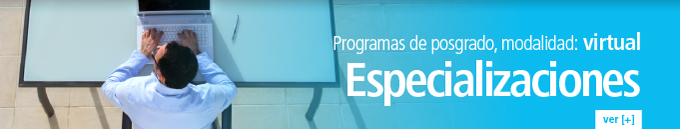 Programas de posgrado, modalidad: virtual
Especializaciones
ver [+]